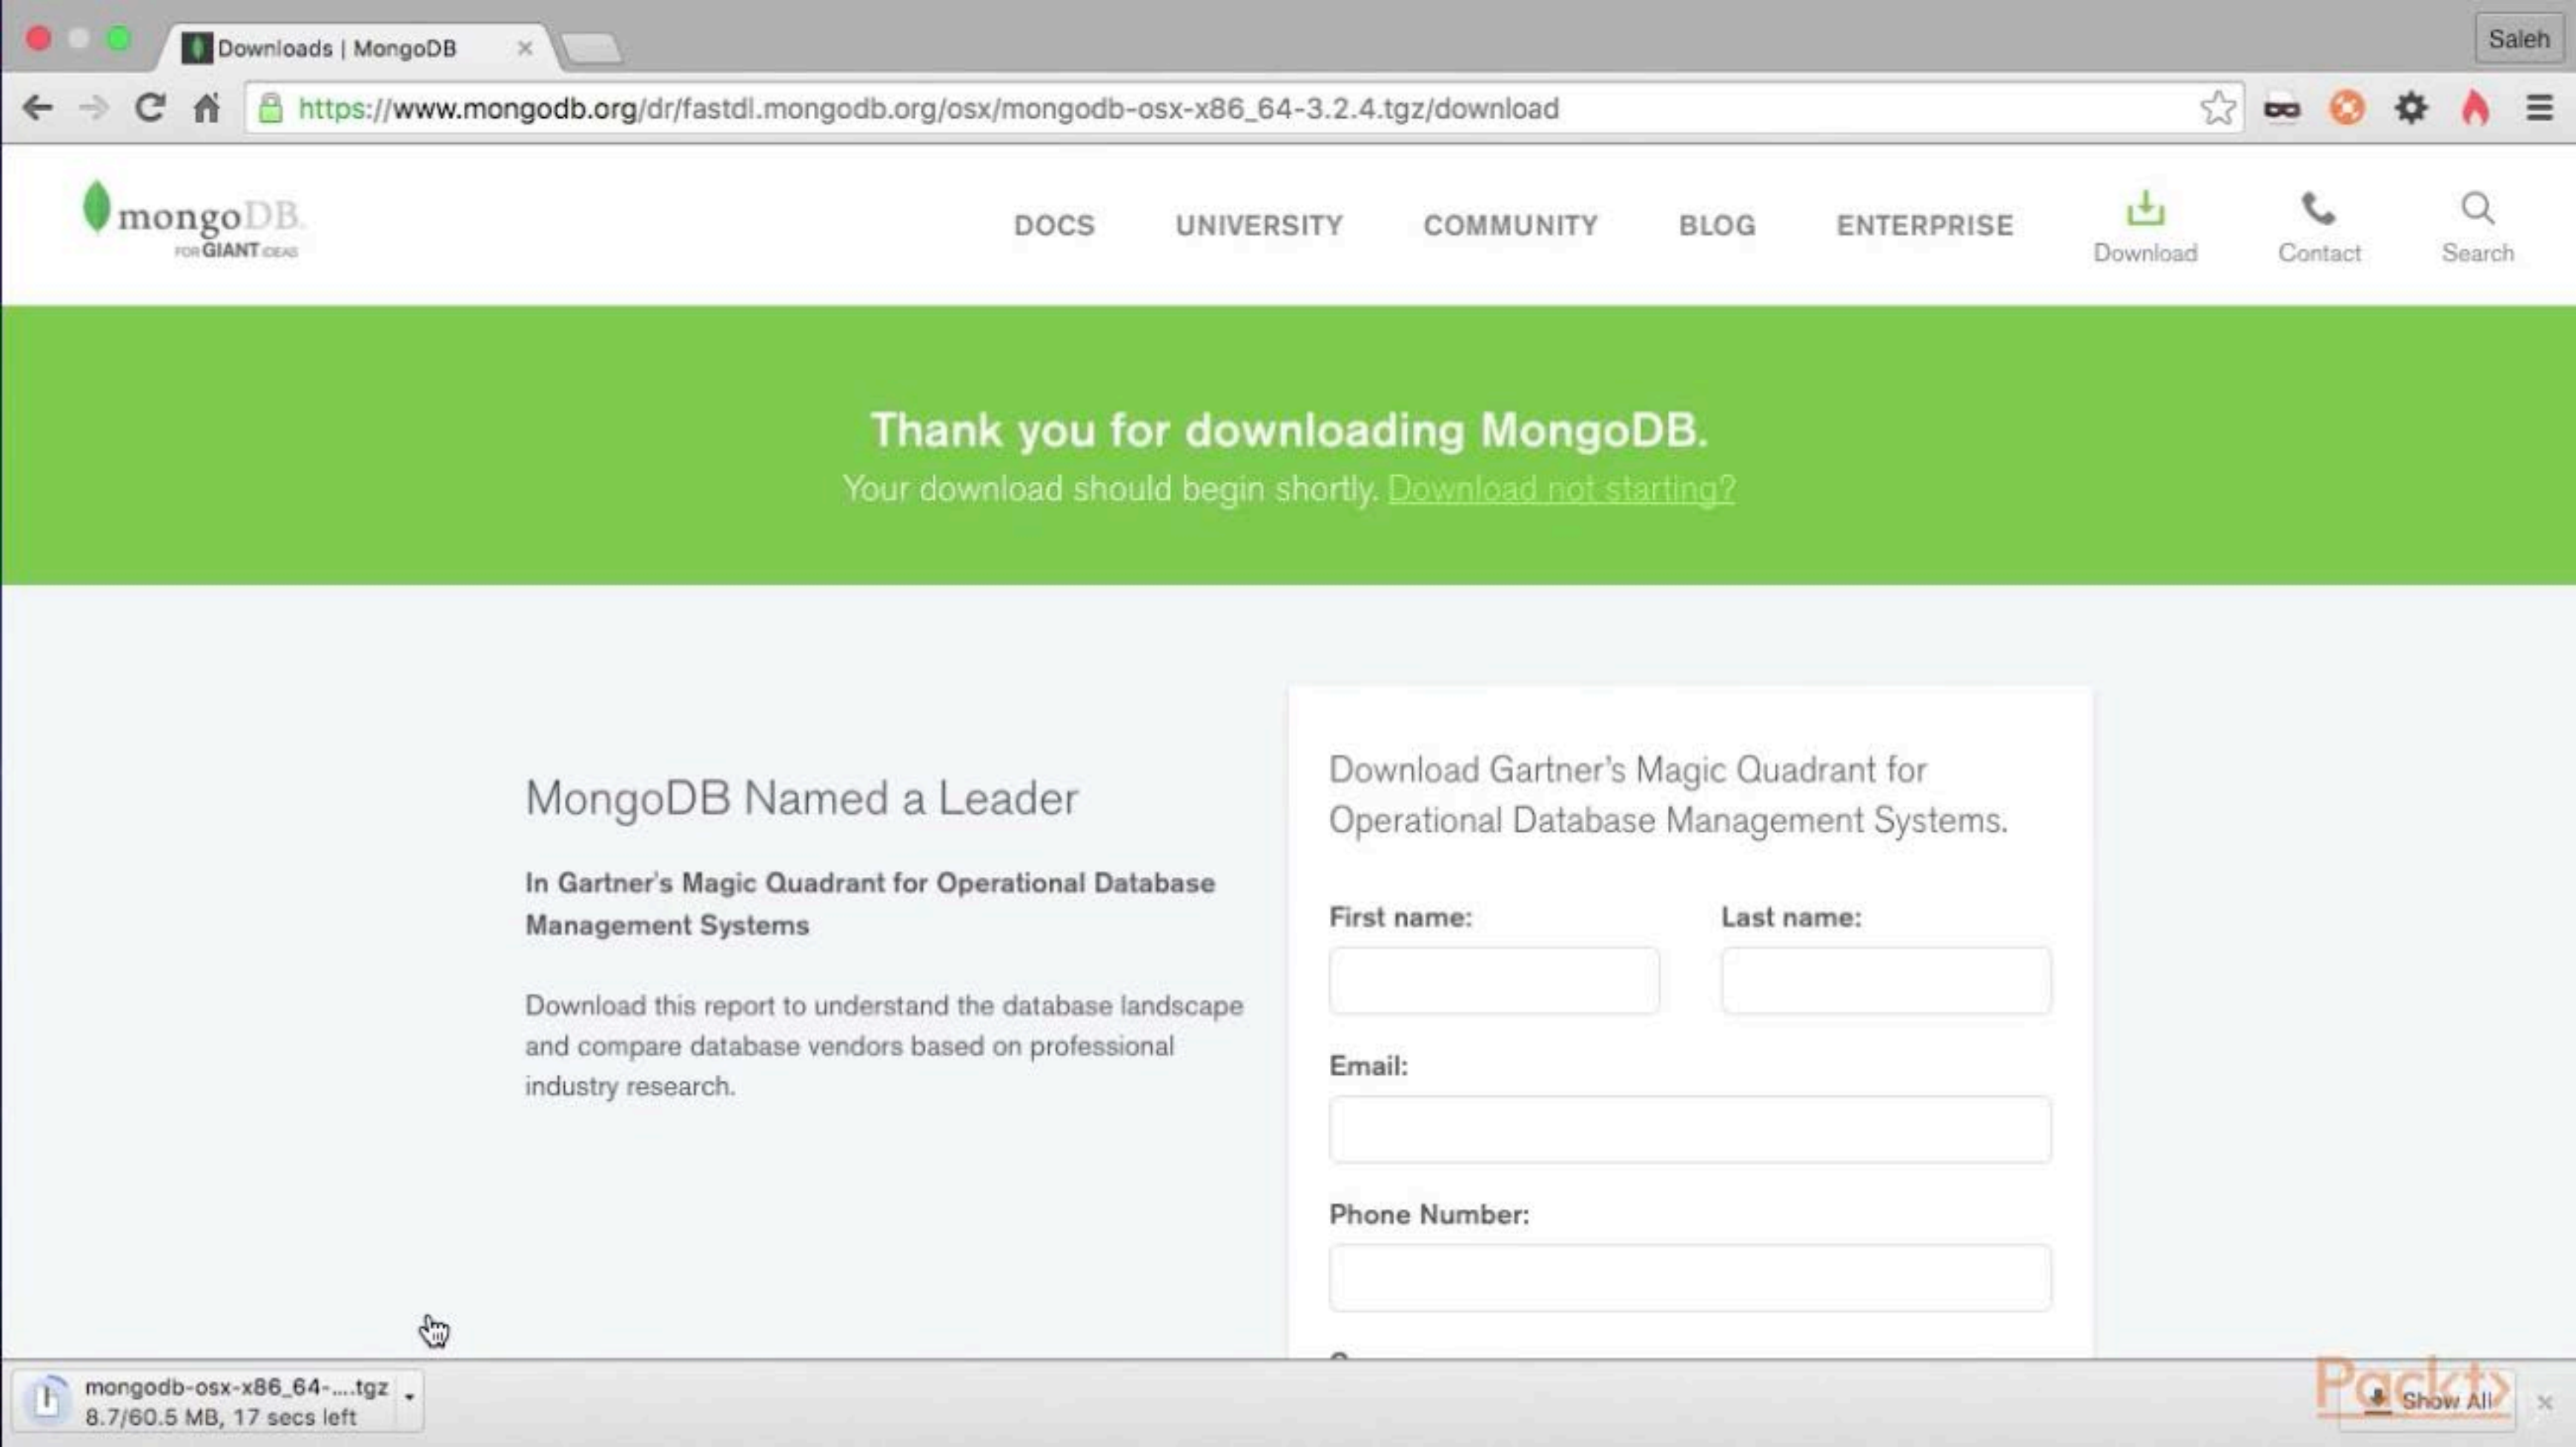 Downloads | MongoDB
Saleh
https://www.mongodb.org/dr/fastdl.mongodb.org/osx/mongodb-osx-x86_64-3.2.4.tgz/download
mongoDB.
FOR GIANT IDEAS
DOCS
UNIVERSITY
COMMUNITY
BLOG
ENTERPRISE
Download
Contact
Search
Thank you for downloading MongoDB.
Your download should begin shortly. Download not starting?
MongoDB Named a Leader
In Gartner's Magic Quadrant for Operational Database
Management Systems
Download this report to understand the database landscape
and compare database vendors based on professional
industry research.
Download Gartner's Magic Quadrant for
Operational Database Management Systems.
First name:
Last name:
Email:
Phone Number:
mongodb-osx-x86_64-....tgz
8.7/60.5 MB, 17 secs left
Packt>
Show All